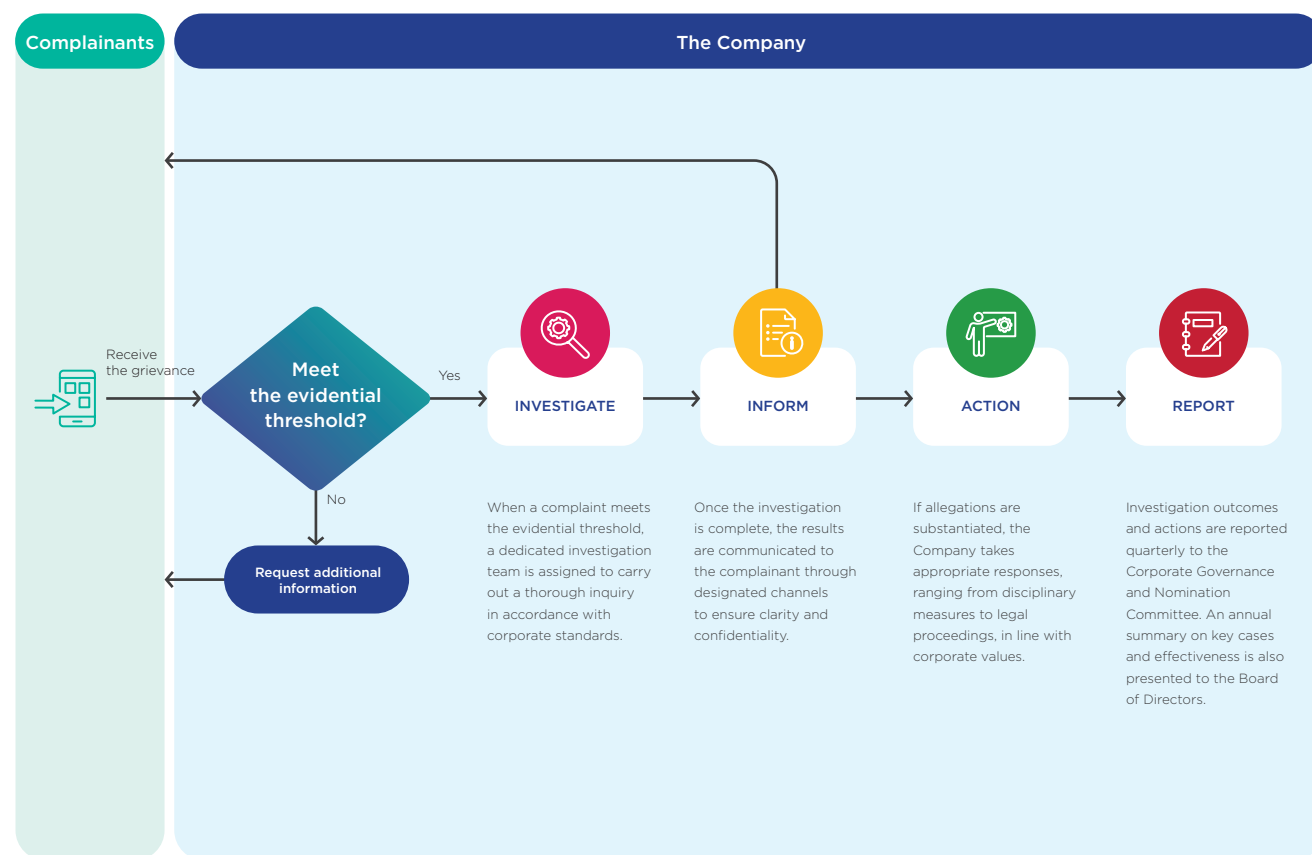 Complainants
The Company
Receive
the grievance
Meet
the evidential
threshold?
Yes
No
Request additional
information
INVESTIGATE
When a complaint meets
the evidential threshold,
a dedicated investigation
team is assigned to carry
out a thorough inquiry
in accordance with
corporate standards.
INFORM
Once the investigation
is complete, the results
are communicated to
the complainant through
designated channels
to ensure clarity and
confidentiality.
ACTION
If allegations are
substantiated, the
Company takes
appropriate responses,
ranging from disciplinary
measures to legal
proceedings, in line with
corporate values.
REPORT
Investigation outcomes
and actions are reported
quarterly to the
Corporate Governance
and Nomination
Committee. An annual
summary on key cases
and effectiveness is also
presented to the Board
of Directors.